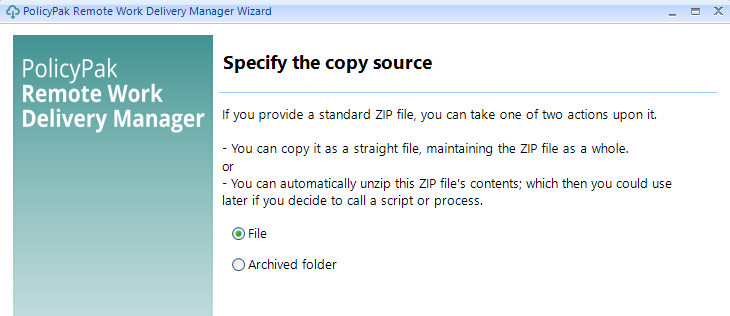 PolicyPak Remote Work Delivery Manager Wizard
PolicyPak
Remote Work
Delivery Manager
Specify the copy source
If you provide a standard ZIP file, you can take one of two actions upon it.
- You can copy it as a straight file, maintaining the ZIP file as a whole.
or
- You can automatically unzip this ZIP file's contents; which then you could use
later if you decide to call a script or process.
File
Archived folder